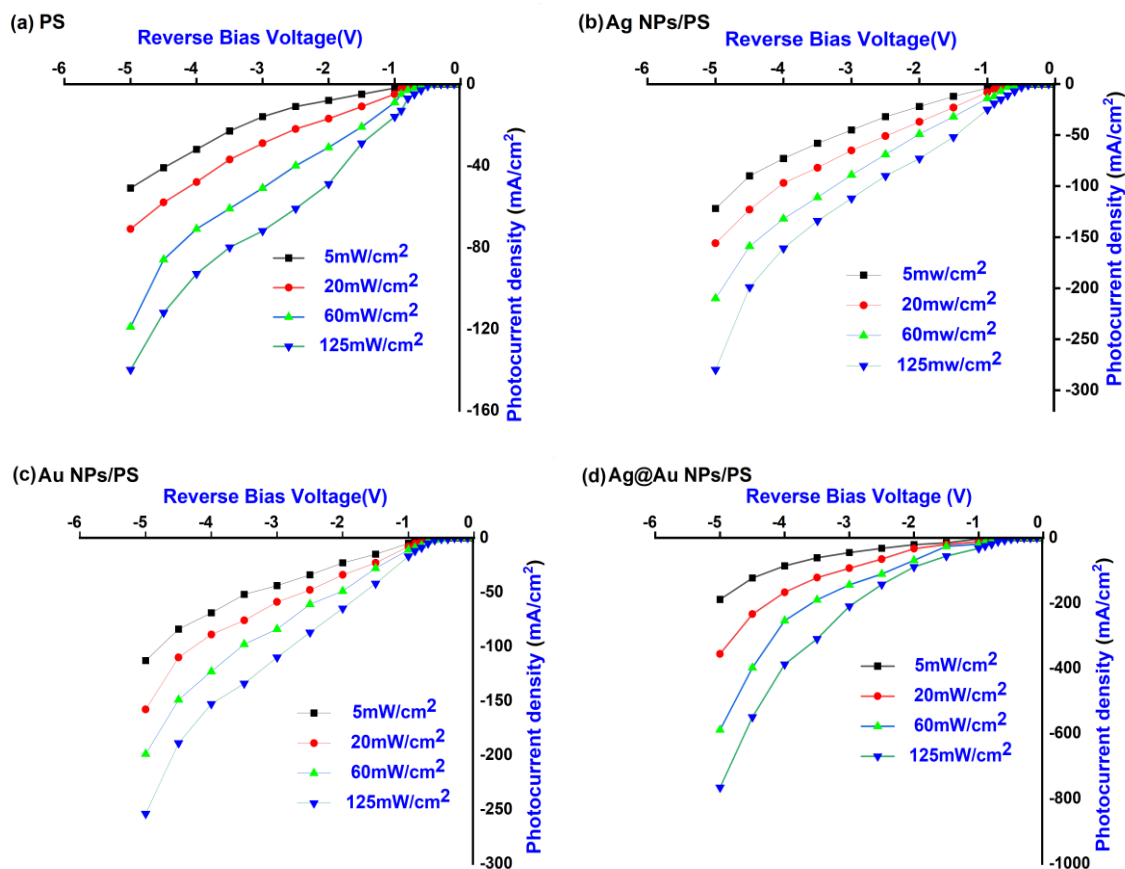 (a) PS
Reverse Bias Voltage(V)
-6 -5 -4 -3 -2 -1 0
0
-40
-80
-120
-160
Photocurrent density (mA/cm²)
5mW/cm²
20mW/cm²
60mW/cm²
125mW/cm²
(b) Ag NPs/PS
Reverse Bias Voltage(V)
-6 -5 -4 -3 -2 -1 0
0
-50
-100
-150
-200
-250
-300
Photocurrent density (mA/cm²)
5mw/cm²
20mw/cm²
60mw/cm²
125mw/cm²
(c) Au NPs/PS
Reverse Bias Voltage(V)
-6 -5 -4 -3 -2 -1 0
0
-50
-100
-150
-200
-250
-300
Photocurrent density (mA/cm²)
5mW/cm²
20mW/cm²
60mW/cm²
125mW/cm²
(d) Ag@Au NPs/PS
Reverse Bias Voltage (V)
-6 -5 -4 -3 -2 -1 0
0
-200
-400
-600
-800
-1000
Photocurrent density (mA/cm²)
5mW/cm²
20mW/cm²
60mW/cm²
125mW/cm²